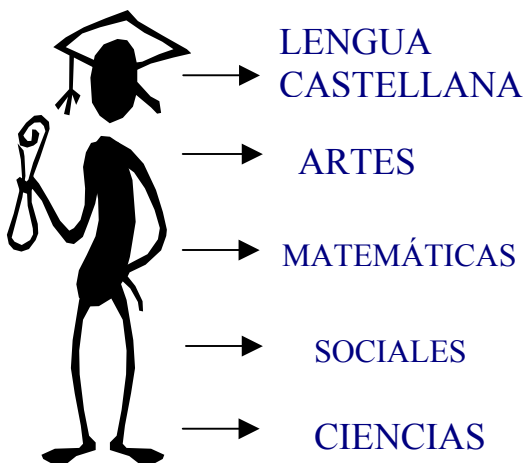 LENGUA
CASTELLANA
ARTES
MATEMÁTICAS
SOCIALES
CIENCIAS